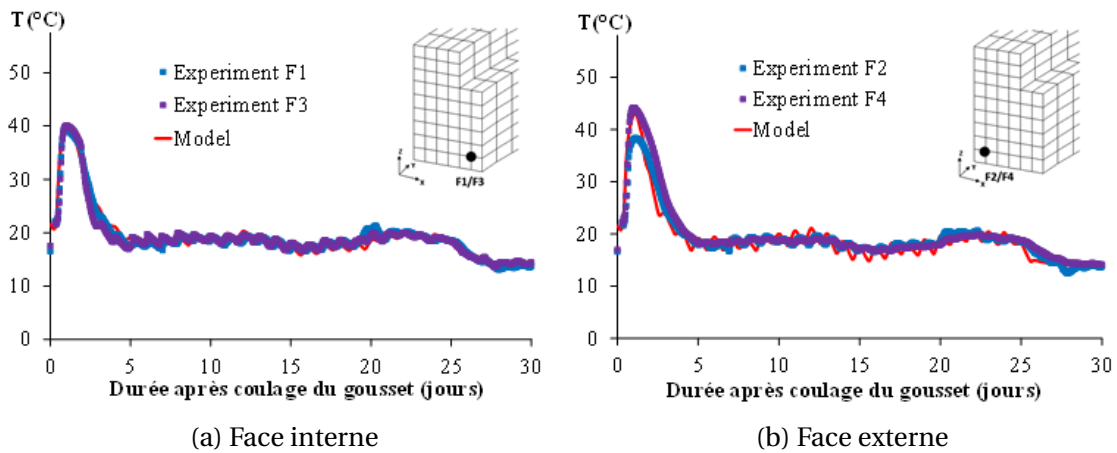 T(°C)
50
40
30
20
10
0
Experiment F1
Experiment F3
Model
z
Y
X
F1/F3
0 5 10 15 20 25 30
Durée après coulage du gousset (jours)
(a) Face interne
T(°C)
50
40
30
20
10
0
Experiment F2
Experiment F4
Model
z
Y
X
F2/F4
0 5 10 15 20 25 30
Durée après coulage du gousset (jours)
(b) Face externe